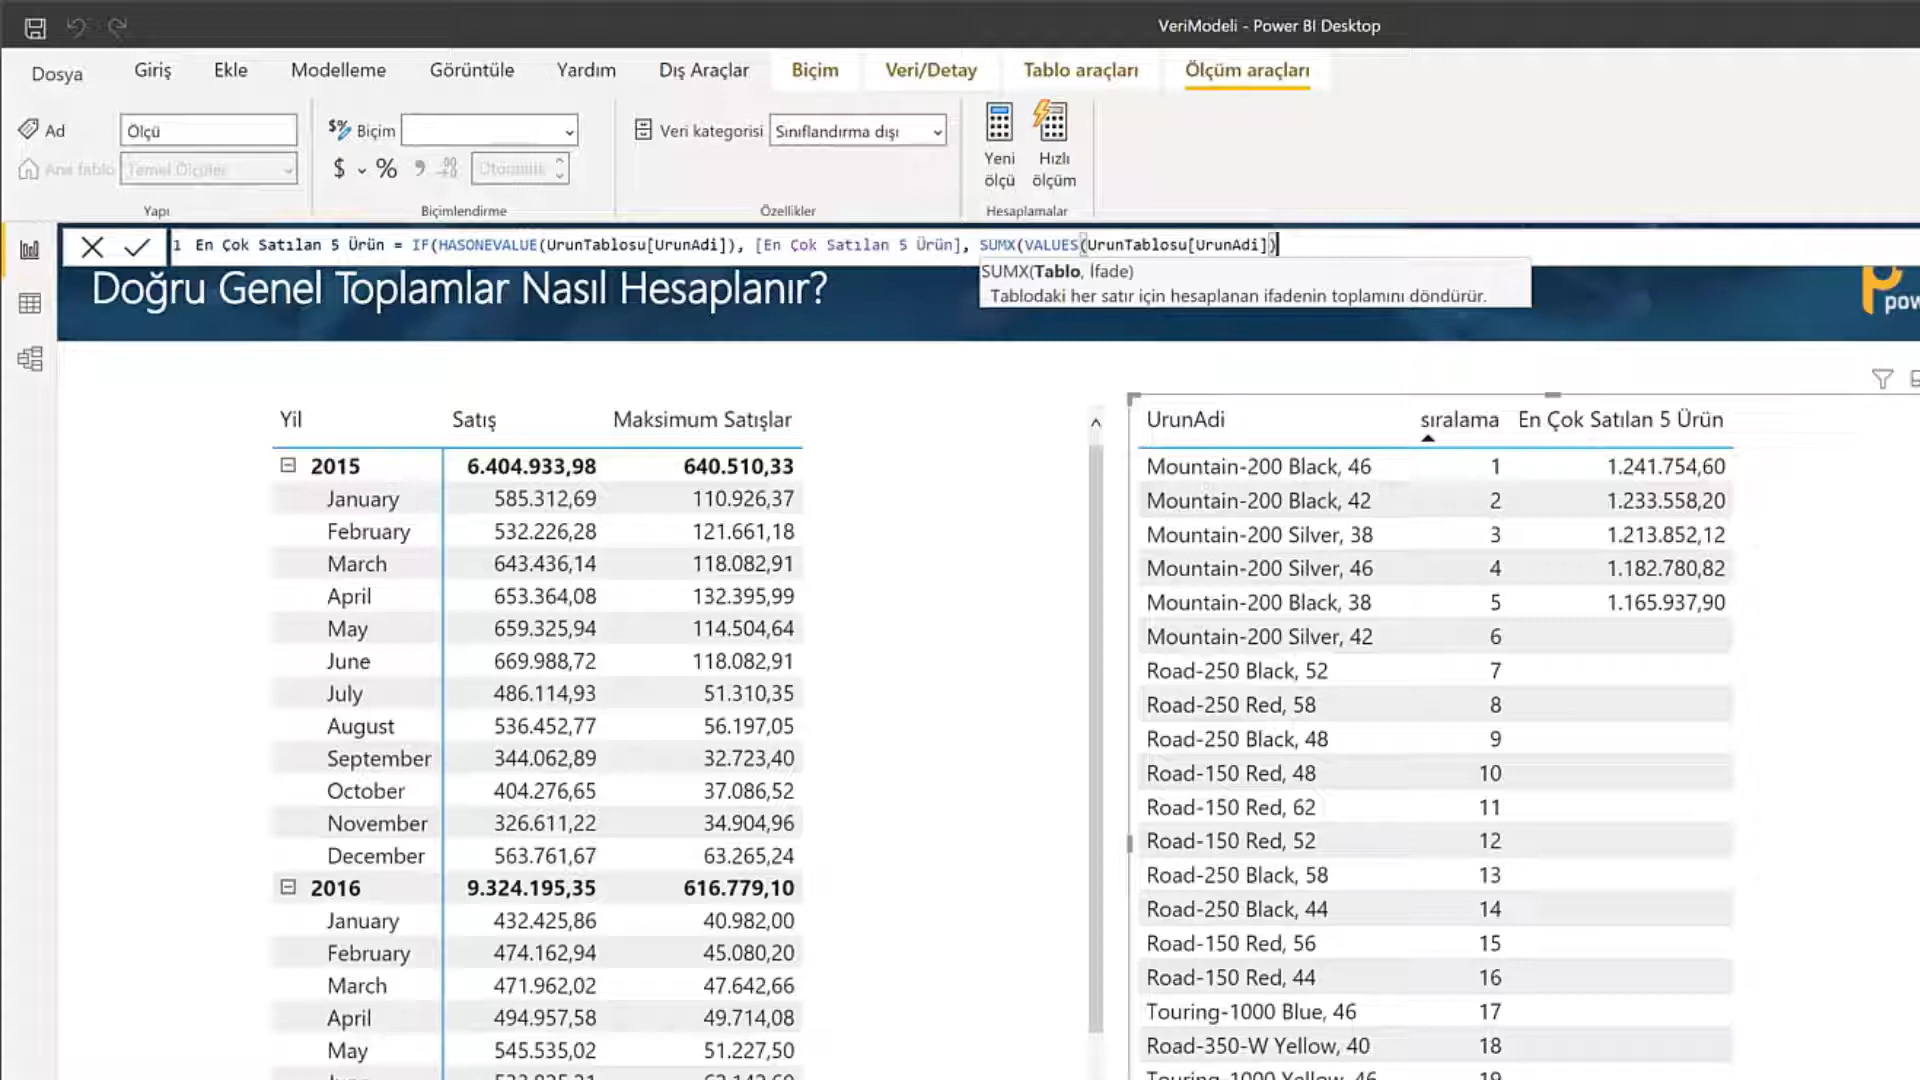 VeriModeli - Power BI Desktop
Dosya Giriş Ekle Modelleme Görüntüle Yardım Dış Araçlar Biçim Veri/Detay Tablo araçları Ölçüm araçları
Ad Ölçü $% Biçim Veri kategorisi Sınıflandırma dışı
Ana tablo Temel Ölçüler $ % Otomatik
Yeni ölçü Hızlı ölçüm
Yapı Biçimlendirme Özellikler Hesaplamalar
1 En Çok Satılan 5 Ürün = IF(HASONEVALUE(UrunTablosu[UrunAdi]), [En Çok Satılan 5 Ürün], SUMX(VALUES(UrunTablosu[UrunAdi])
SUMX(Tablo, İfade)
Tablodaki her satır için hesaplanan ifadenin toplamını döndürür.
Doğru Genel Toplamlar Nasıl Hesaplanır?
pow
Yil Satış Maksimum Satışlar
2015 6.404.933,98 640.510,33
January 585.312,69 110.926,37
February 532.226,28 121.661,18
March 643.436,14 118.082,91
April 653.364,08 132.395,99
May 659.325,94 114.504,64
June 669.988,72 118.082,91
July 486.114,93 51.310,35
August 536.452,77 56.197,05
September 344.062,89 32.723,40
October 404.276,65 37.086,52
November 326.611,22 34.904,96
December 563.761,67 63.265,24
2016 9.324.195,35 616.779,10
January 432.425,86 40.982,00
February 474.162,94 45.080,20
March 471.962,02 47.642,66
April 494.957,58 49.714,08
May 545.535,02 51.227,50
UrunAdi sıralama En Çok Satılan 5 Ürün
Mountain-200 Black, 46 1 1.241.754,60
Mountain-200 Black, 42 2 1.233.558,20
Mountain-200 Silver, 38 3 1.213.852,12
Mountain-200 Silver, 46 4 1.182.780,82
Mountain-200 Black, 38 5 1.165.937,90
Mountain-200 Silver, 42 6
Road-250 Black, 52 7
Road-250 Red, 58 8
Road-250 Black, 48 9
Road-150 Red, 48 10
Road-150 Red, 62 11
Road-150 Red, 52 12
Road-250 Black, 58 13
Road-250 Black, 44 14
Road-150 Red, 56 15
Road-150 Red, 44 16
Touring-1000 Blue, 46 17
Road-350-W Yellow, 40 18
Touring-1000 Yellow, 46 19